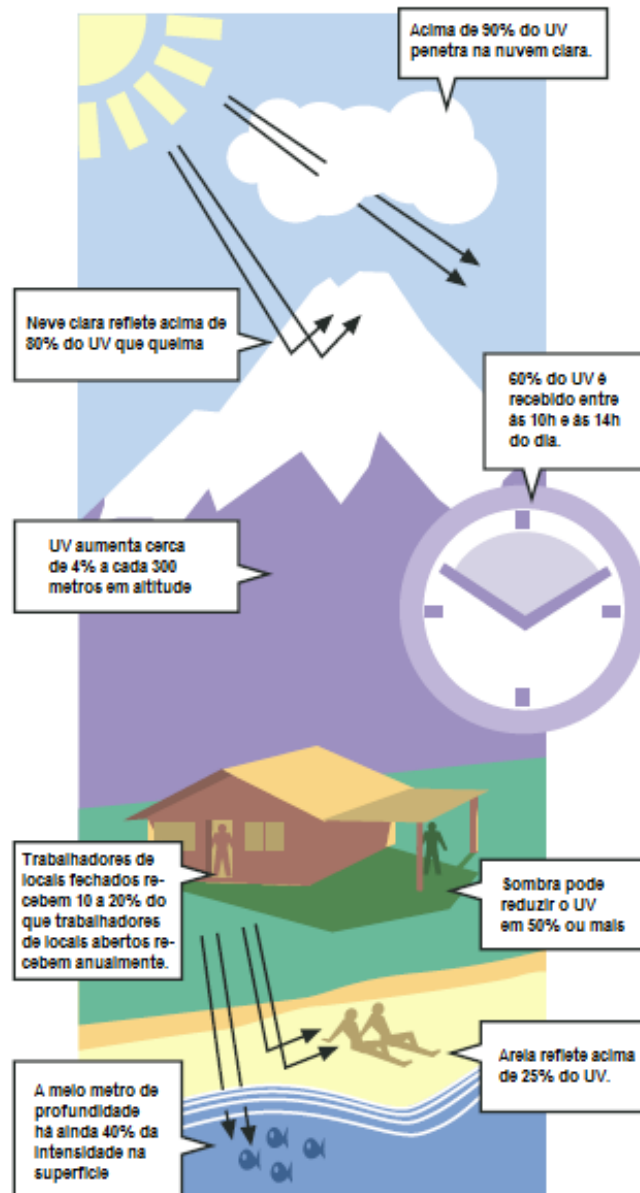 Acima de 90% do UV
penetra na nuvem clara.
Neve clara reflete acima de
80% do UV que queima
60% do UV é
recebido entre
às 10h e às 14h
do dia.
UV aumenta cerca
de 4% a cada 300
metros em altitude
Trabalhadores de
locais fechados re-
cebem 10 a 20% do
que trabalhadores
de locais abertos re-
cebem anualmente.
Sombra pode
reduzir o UV
em 50% ou mais
Areia reflete acima
de 25% do UV.
A meio metro de
profundidade
há ainda 40% da
intensidade na
superfície